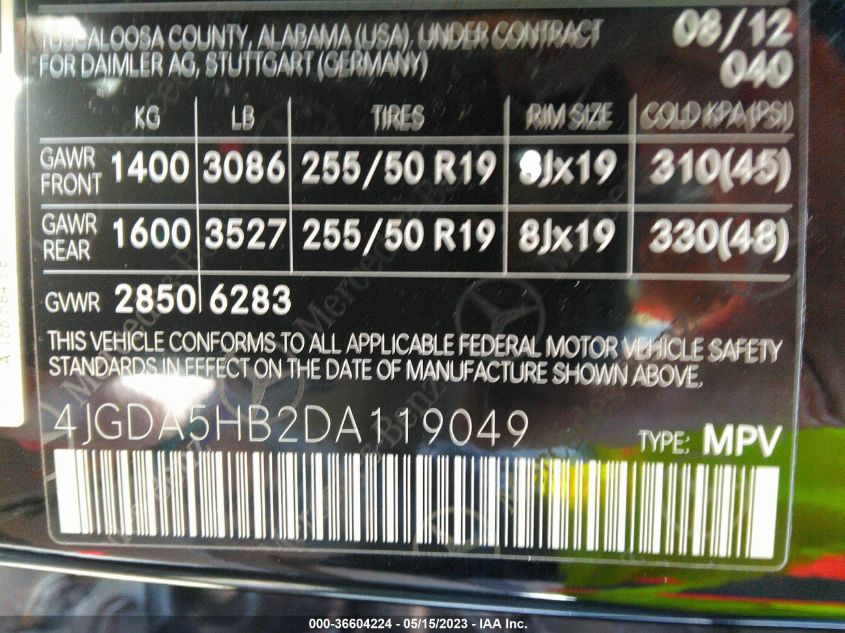 TUSCALOOSA COUNTY, ALABAMA (USA), UNDER CONTRACT 08/12
FOR DAIMLER AG, STUTTGART (GERMANY) 040
KG LB TIRES RIM SIZE COLD KPA(PSI)
GAWR FRONT 1400 3086 255/50 R19 8Jx19 310(45)
GAWR REAR 1600 3527 255/50 R19 8Jx19 330(48)
GVWR 2850 6283
THIS VEHICLE CONFORMS TO ALL APPLICABLE FEDERAL MOTOR VEHICLE SAFETY
STANDARDS IN EFFECT ON THE DATE OF MANUFACTURE SHOWN ABOVE.
4JGDA5HB2DA119049 TYPE: MPV
000-36604224 - 05/15/2023 - IAA Inc.